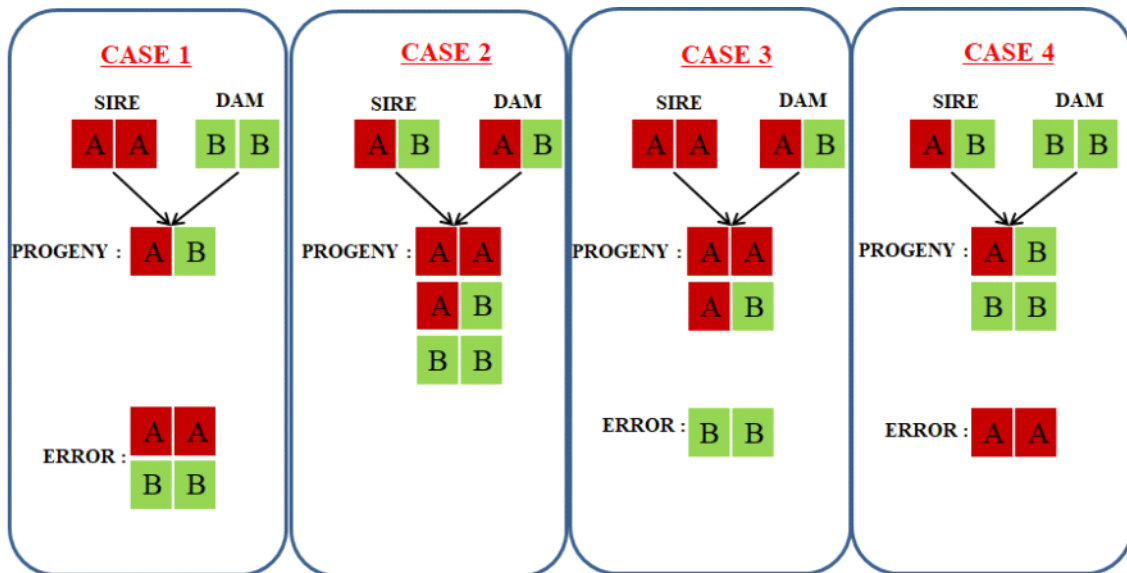 CASE 1
SIRE DAM
A A B B
PROGENY : A B
ERROR : A A
B B
CASE 2
SIRE DAM
A B A B
PROGENY : A A
A B
B B
CASE 3
SIRE DAM
A A A B
PROGENY : A A
A B
ERROR : B B
CASE 4
SIRE DAM
A B B B
PROGENY : A B
B B
ERROR : A A